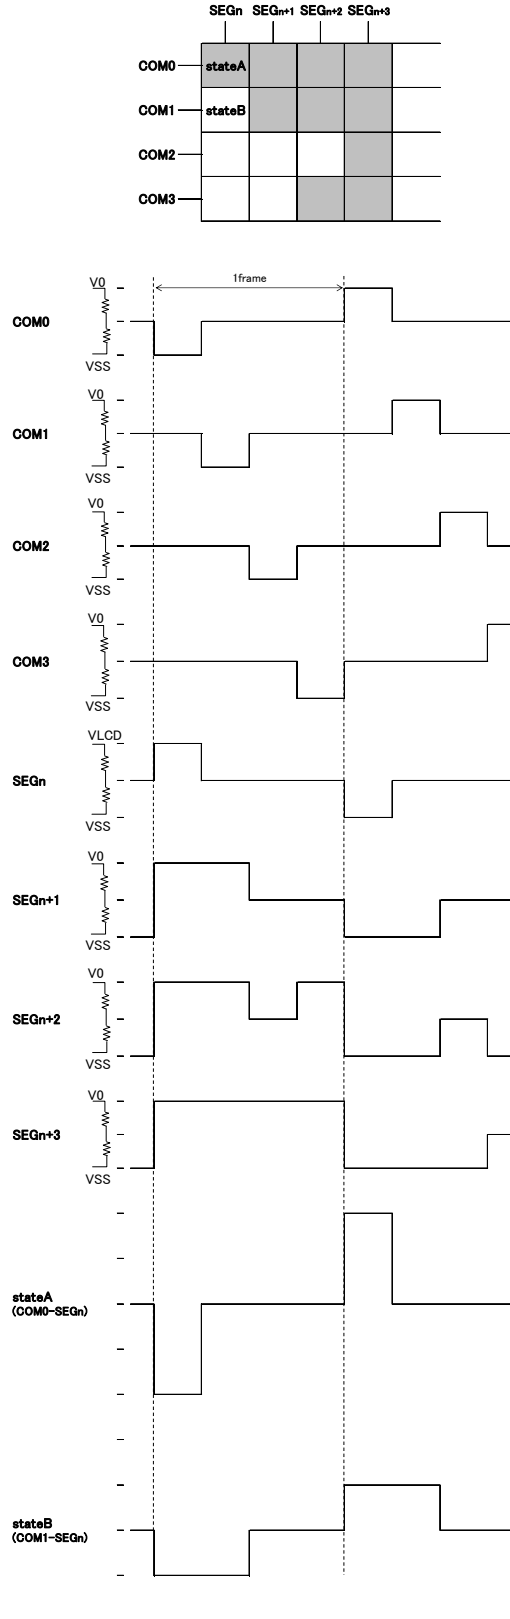 SEGn SEGn+1 SEGn+2 SEGn+3
COM0 stateA
COM1 stateB
COM2
COM3
1frame
V0
COM0
VSS
V0
COM1
VSS
V0
COM2
VSS
V0
COM3
VSS
VLCD
SEGn
VSS
V0
SEGn+1
VSS
V0
SEGn+2
VSS
V0
SEGn+3
VSS
stateA
(COM0-SEGn)
stateB
(COM1-SEGn)